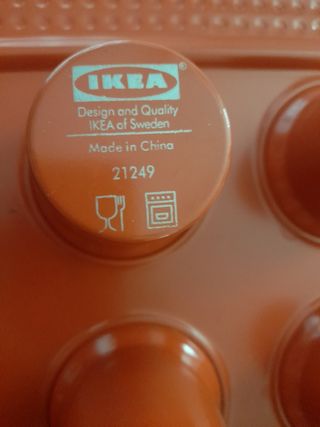 IKEA®
Design and Quality
IKEA of Sweden
Made in China
21249